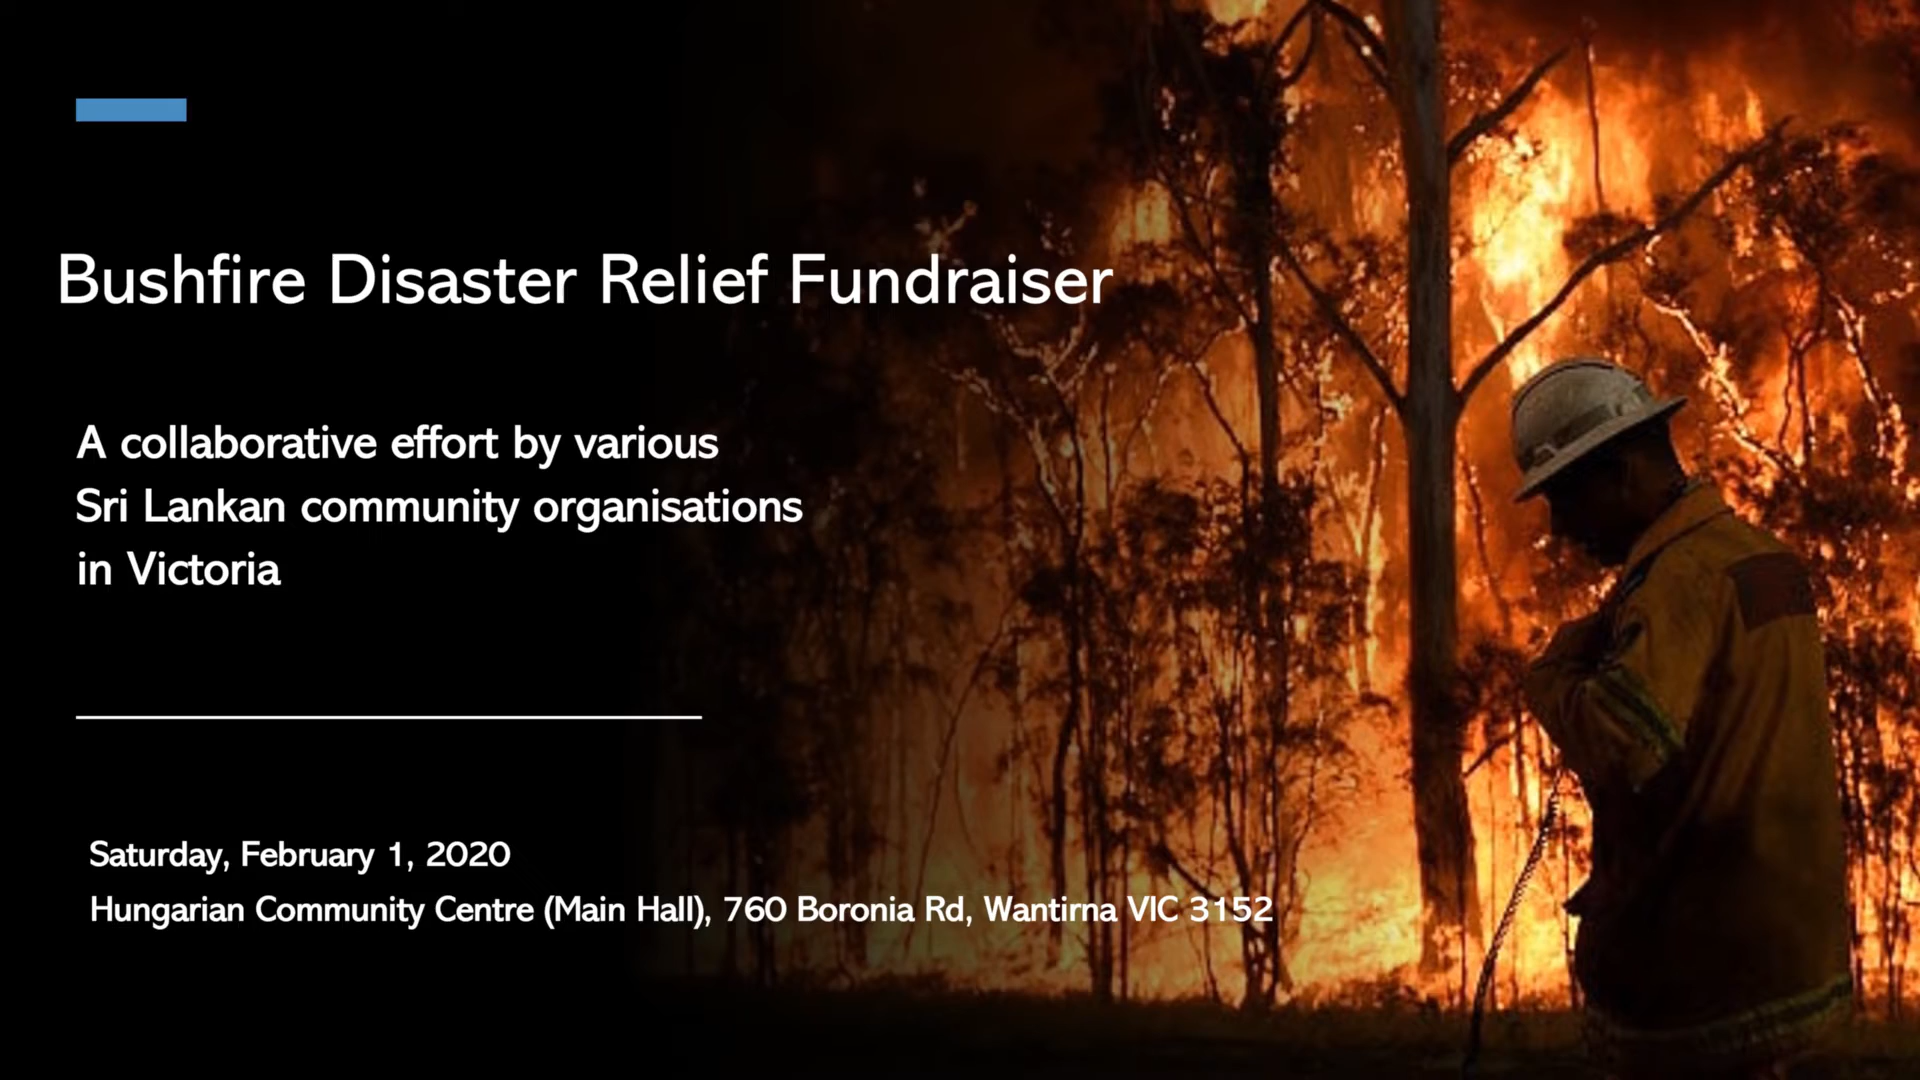 Bushfire Disaster Relief Fundraiser
A collaborative effort by various
Sri Lankan community organisations
in Victoria
Saturday, February 1, 2020
Hungarian Community Centre (Main Hall), 760 Boronia Rd, Wantirna VIC 3152